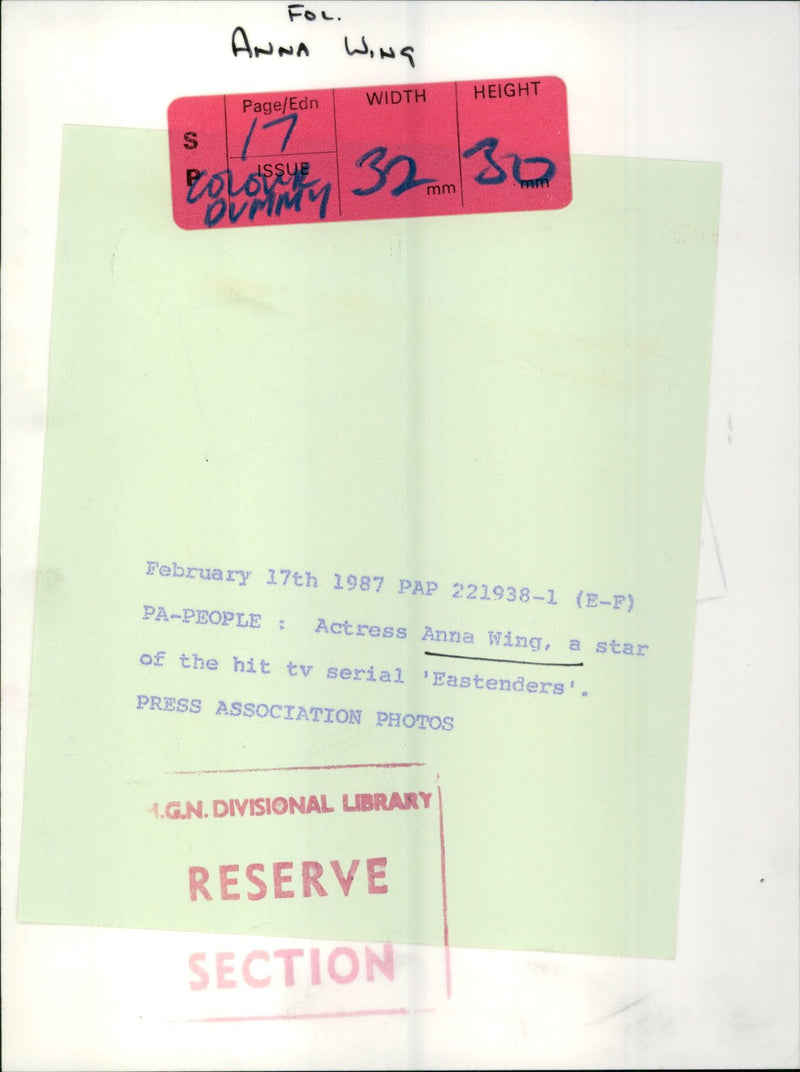 FOL.
ANNA WING
Page/Edn WIDTH HEIGHT
S 17
P ISSUE 32 mm 30 mm
COLOUR
DUMMY
February 17th 1987 PAP 221938-1 (E-F)
PA-PEOPLE : Actress Anna Wing, a star
of the hit tv serial 'Eastenders'.
PRESS ASSOCIATION PHOTOS
.G.N. DIVISIONAL LIBRARY
RESERVE
SECTION